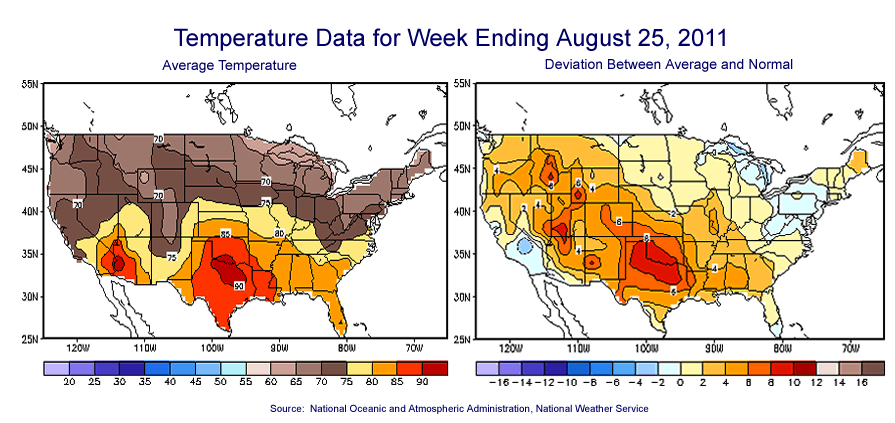 Temperature Data for Week Ending August 25, 2011
Average Temperature
Deviation Between Average and Normal
55N
50N
45N
40N
35N
30N
25N
120W 110W 100W 90W 80W 70W
70
70
70
70
75
75
80
85
90
20 25 30 35 40 45 50 55 60 65 70 75 80 85 90
55N
50N
45N
40N
35N
30N
25N
120W 110W 100W 90W 80W 70W
4
6
6
4
2
4
2
6
4
6
4
6
-16 -14 -12 -10 -8 -6 -4 -2 0 2 4 6 8 10 12 14 16
Source: National Oceanic and Atmospheric Administration, National Weather Service